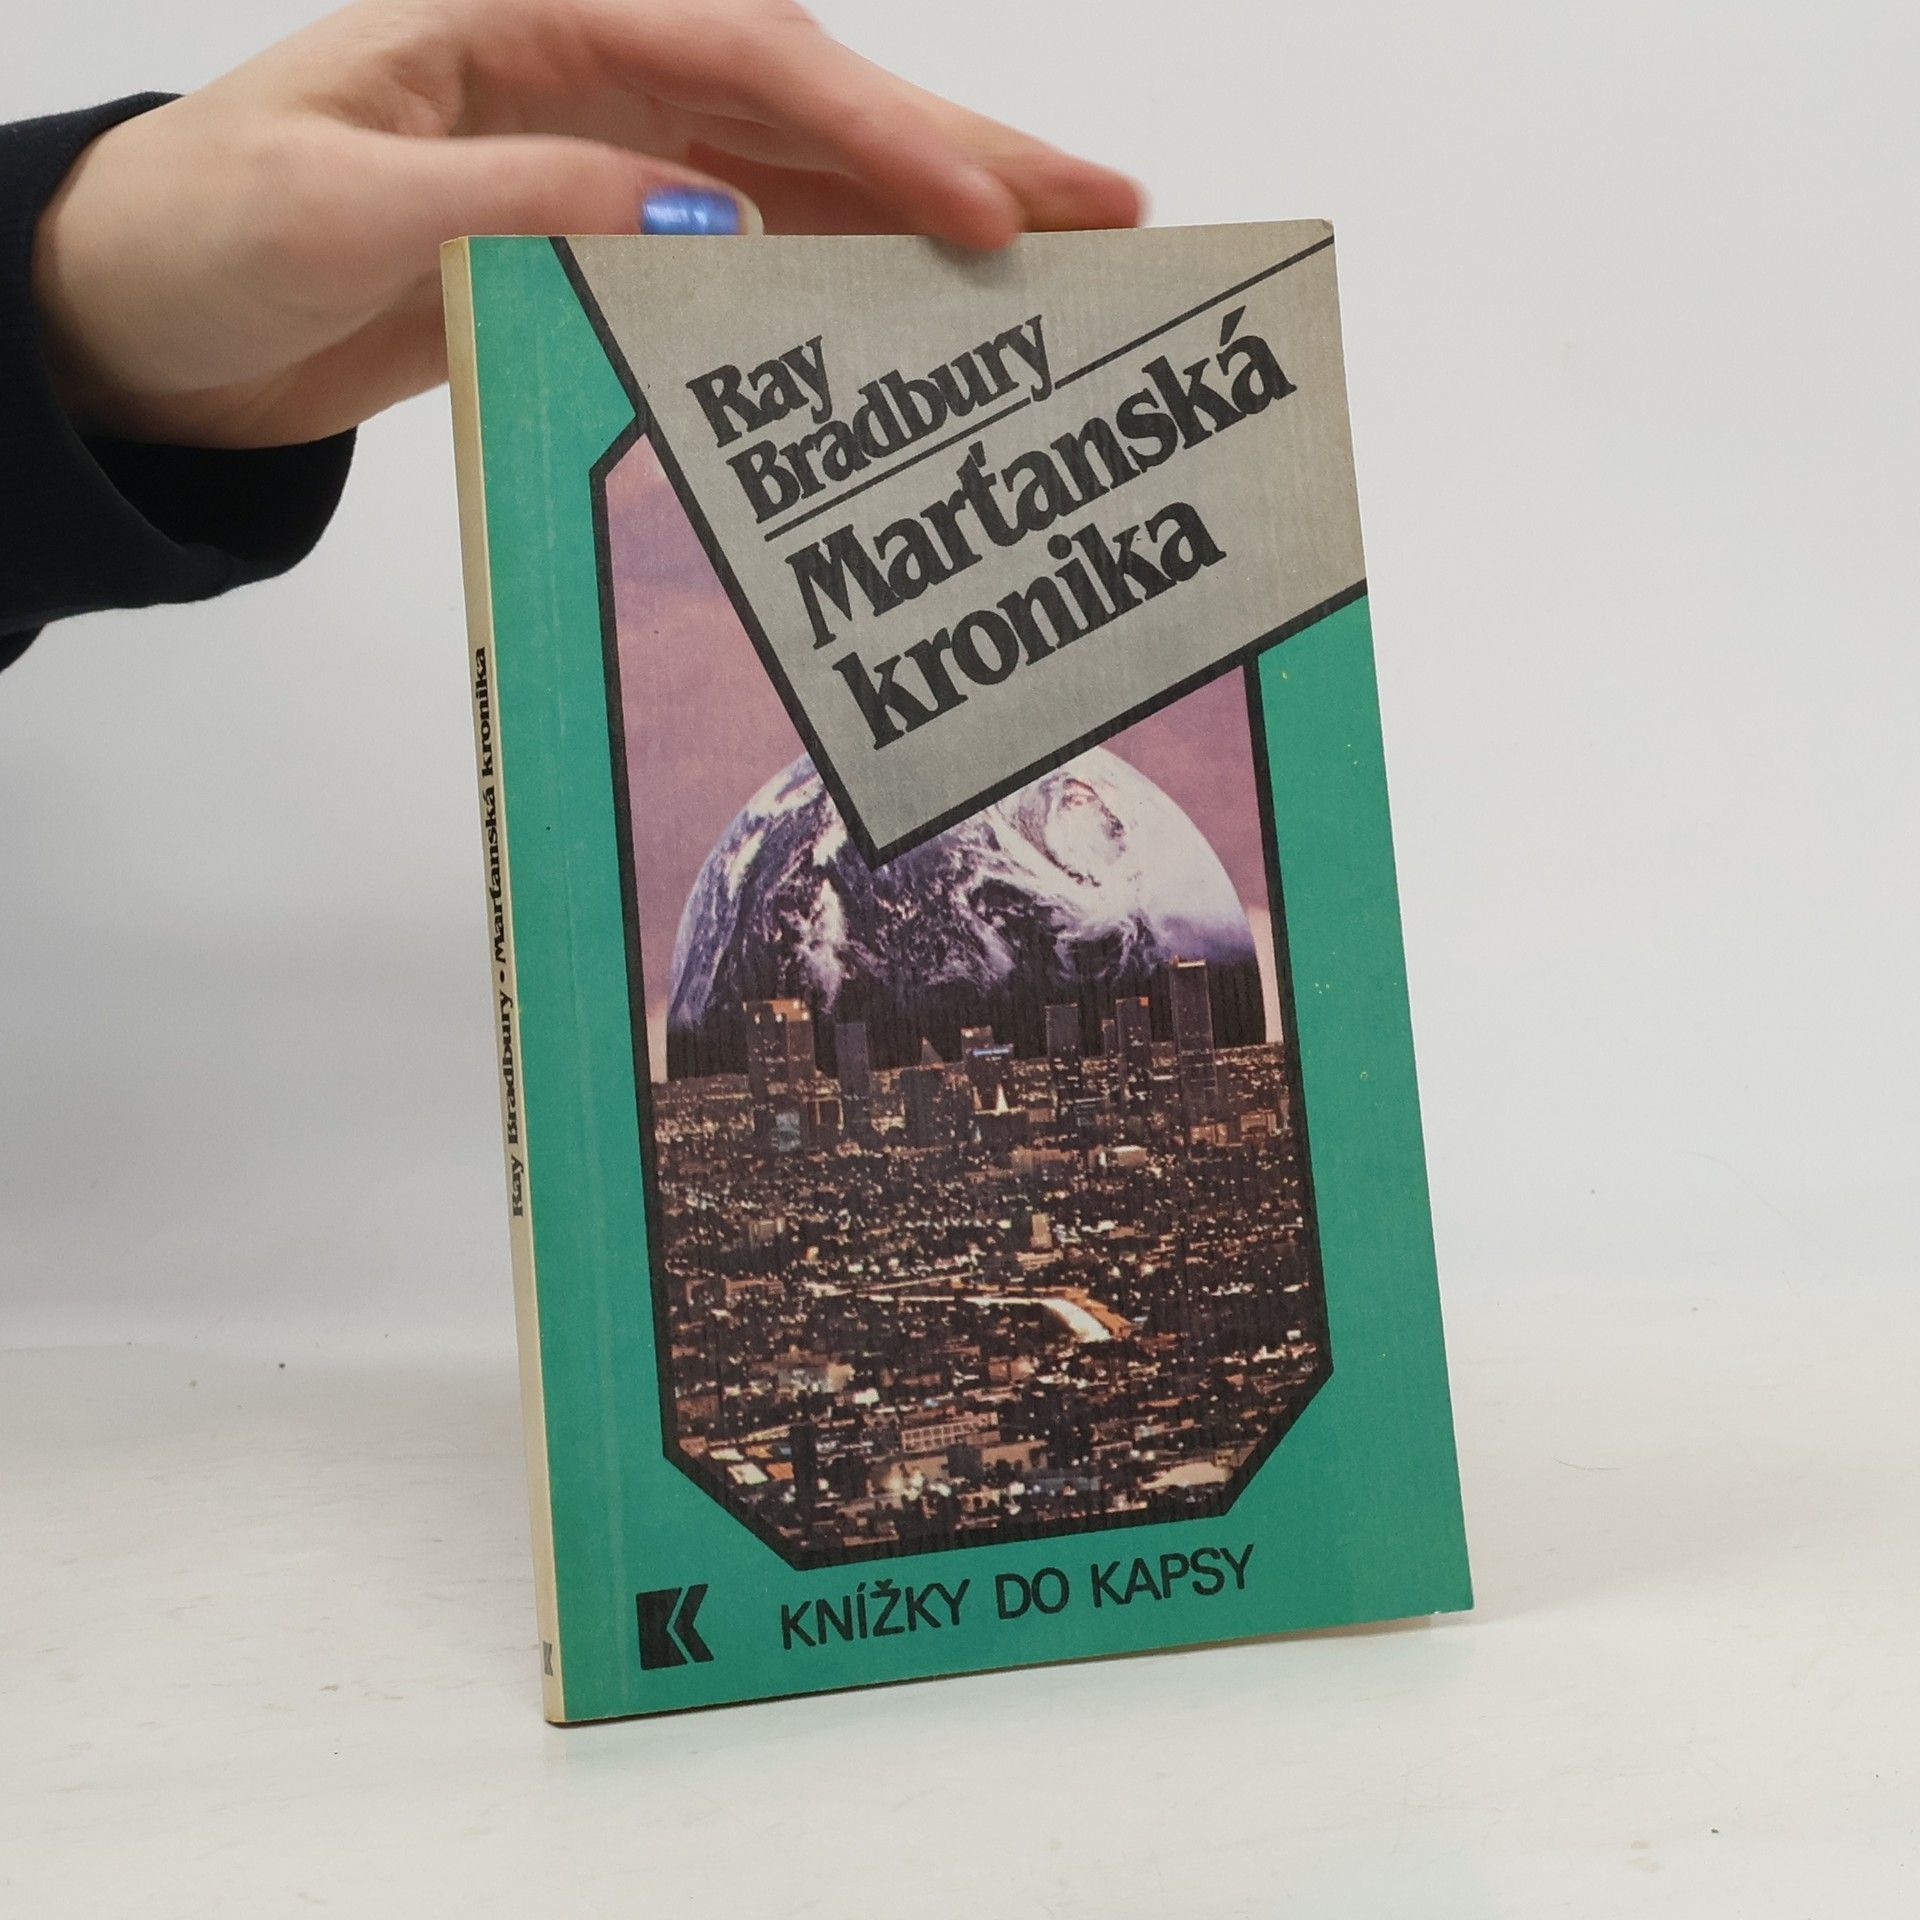 Ray
Bradbury
Marťanská
kronika
KNÍŽKY DO KAPSY
Ray Bradbury • Marťanská kronika